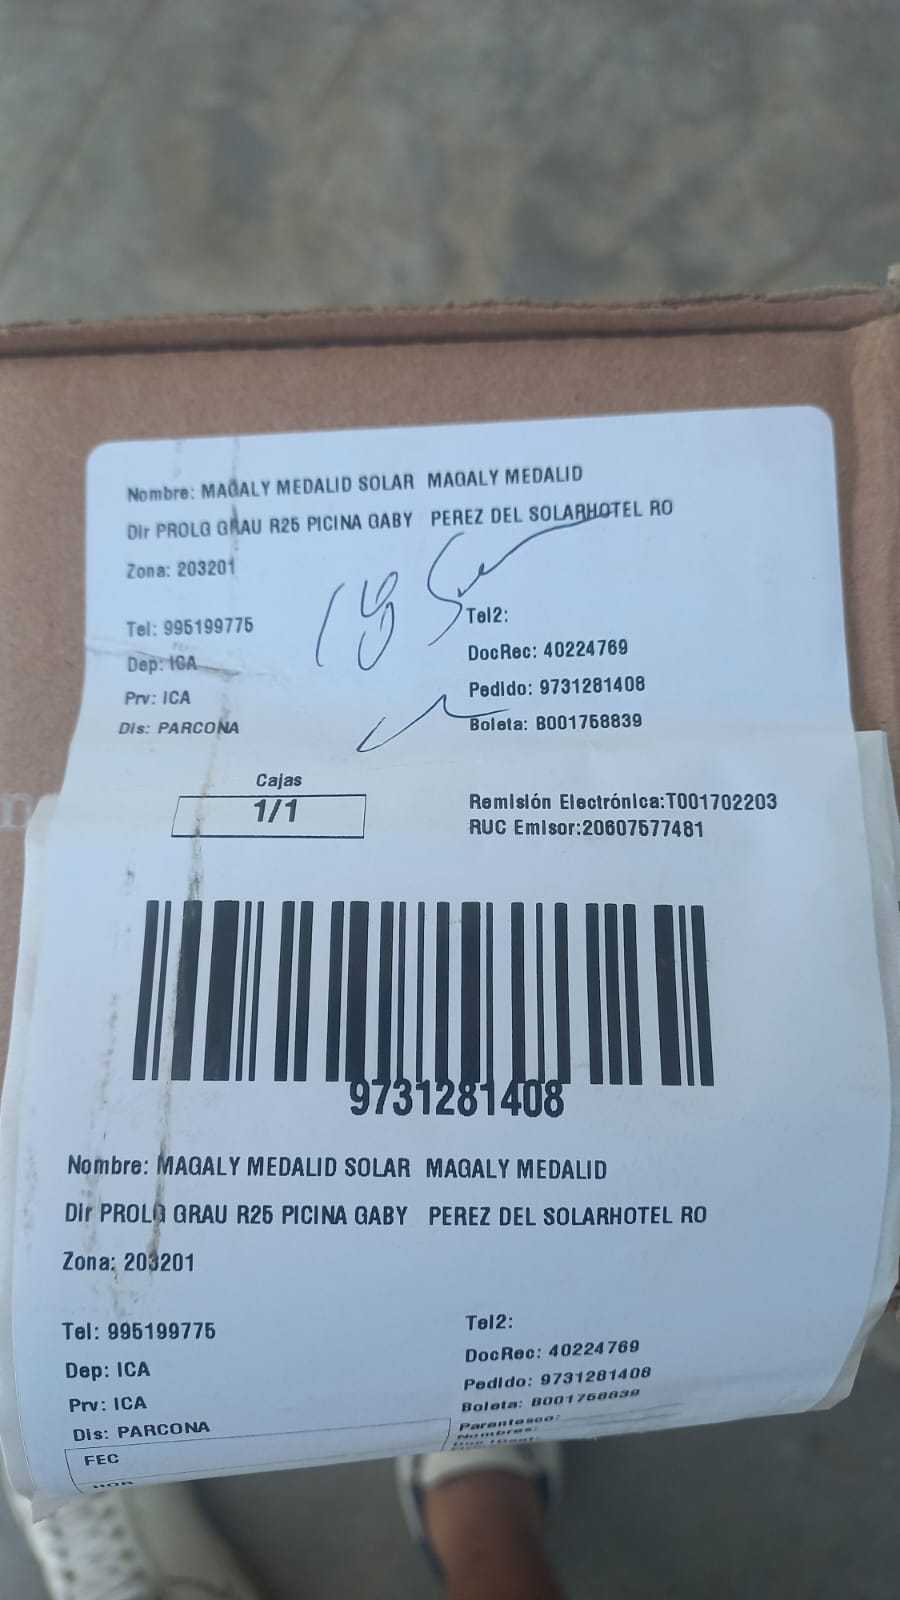 Nombre: MAGALY MEDALID SOLAR MAGALY MEDALID
Dir PROLG GRAU R25 PICINA GABY PEREZ DEL SOLARHOTEL RO
Zona: 203201
Tel: 995199775
Tel2:
DocRec: 40224769
Dep: ICA
Pedido: 9731281408
Prv: ICA
Boleta: B001758839
Dis: PARCONA
Cajas
1/1
Remisión Electrónica:T001702203
RUC Emisor:20607577481
9731281408
Nombre: MAGALY MEDALID SOLAR MAGALY MEDALID
Dir PROLG GRAU R25 PICINA GABY PEREZ DEL SOLARHOTEL RO
Zona: 203201
Tel: 995199775
Tel2:
DocRec: 40224769
Dep: ICA
Pedido: 9731281408
Prv: ICA
Boleta: B001758839
Dis: PARCONA
Parentesco:
Nombres:
FEC
HOR